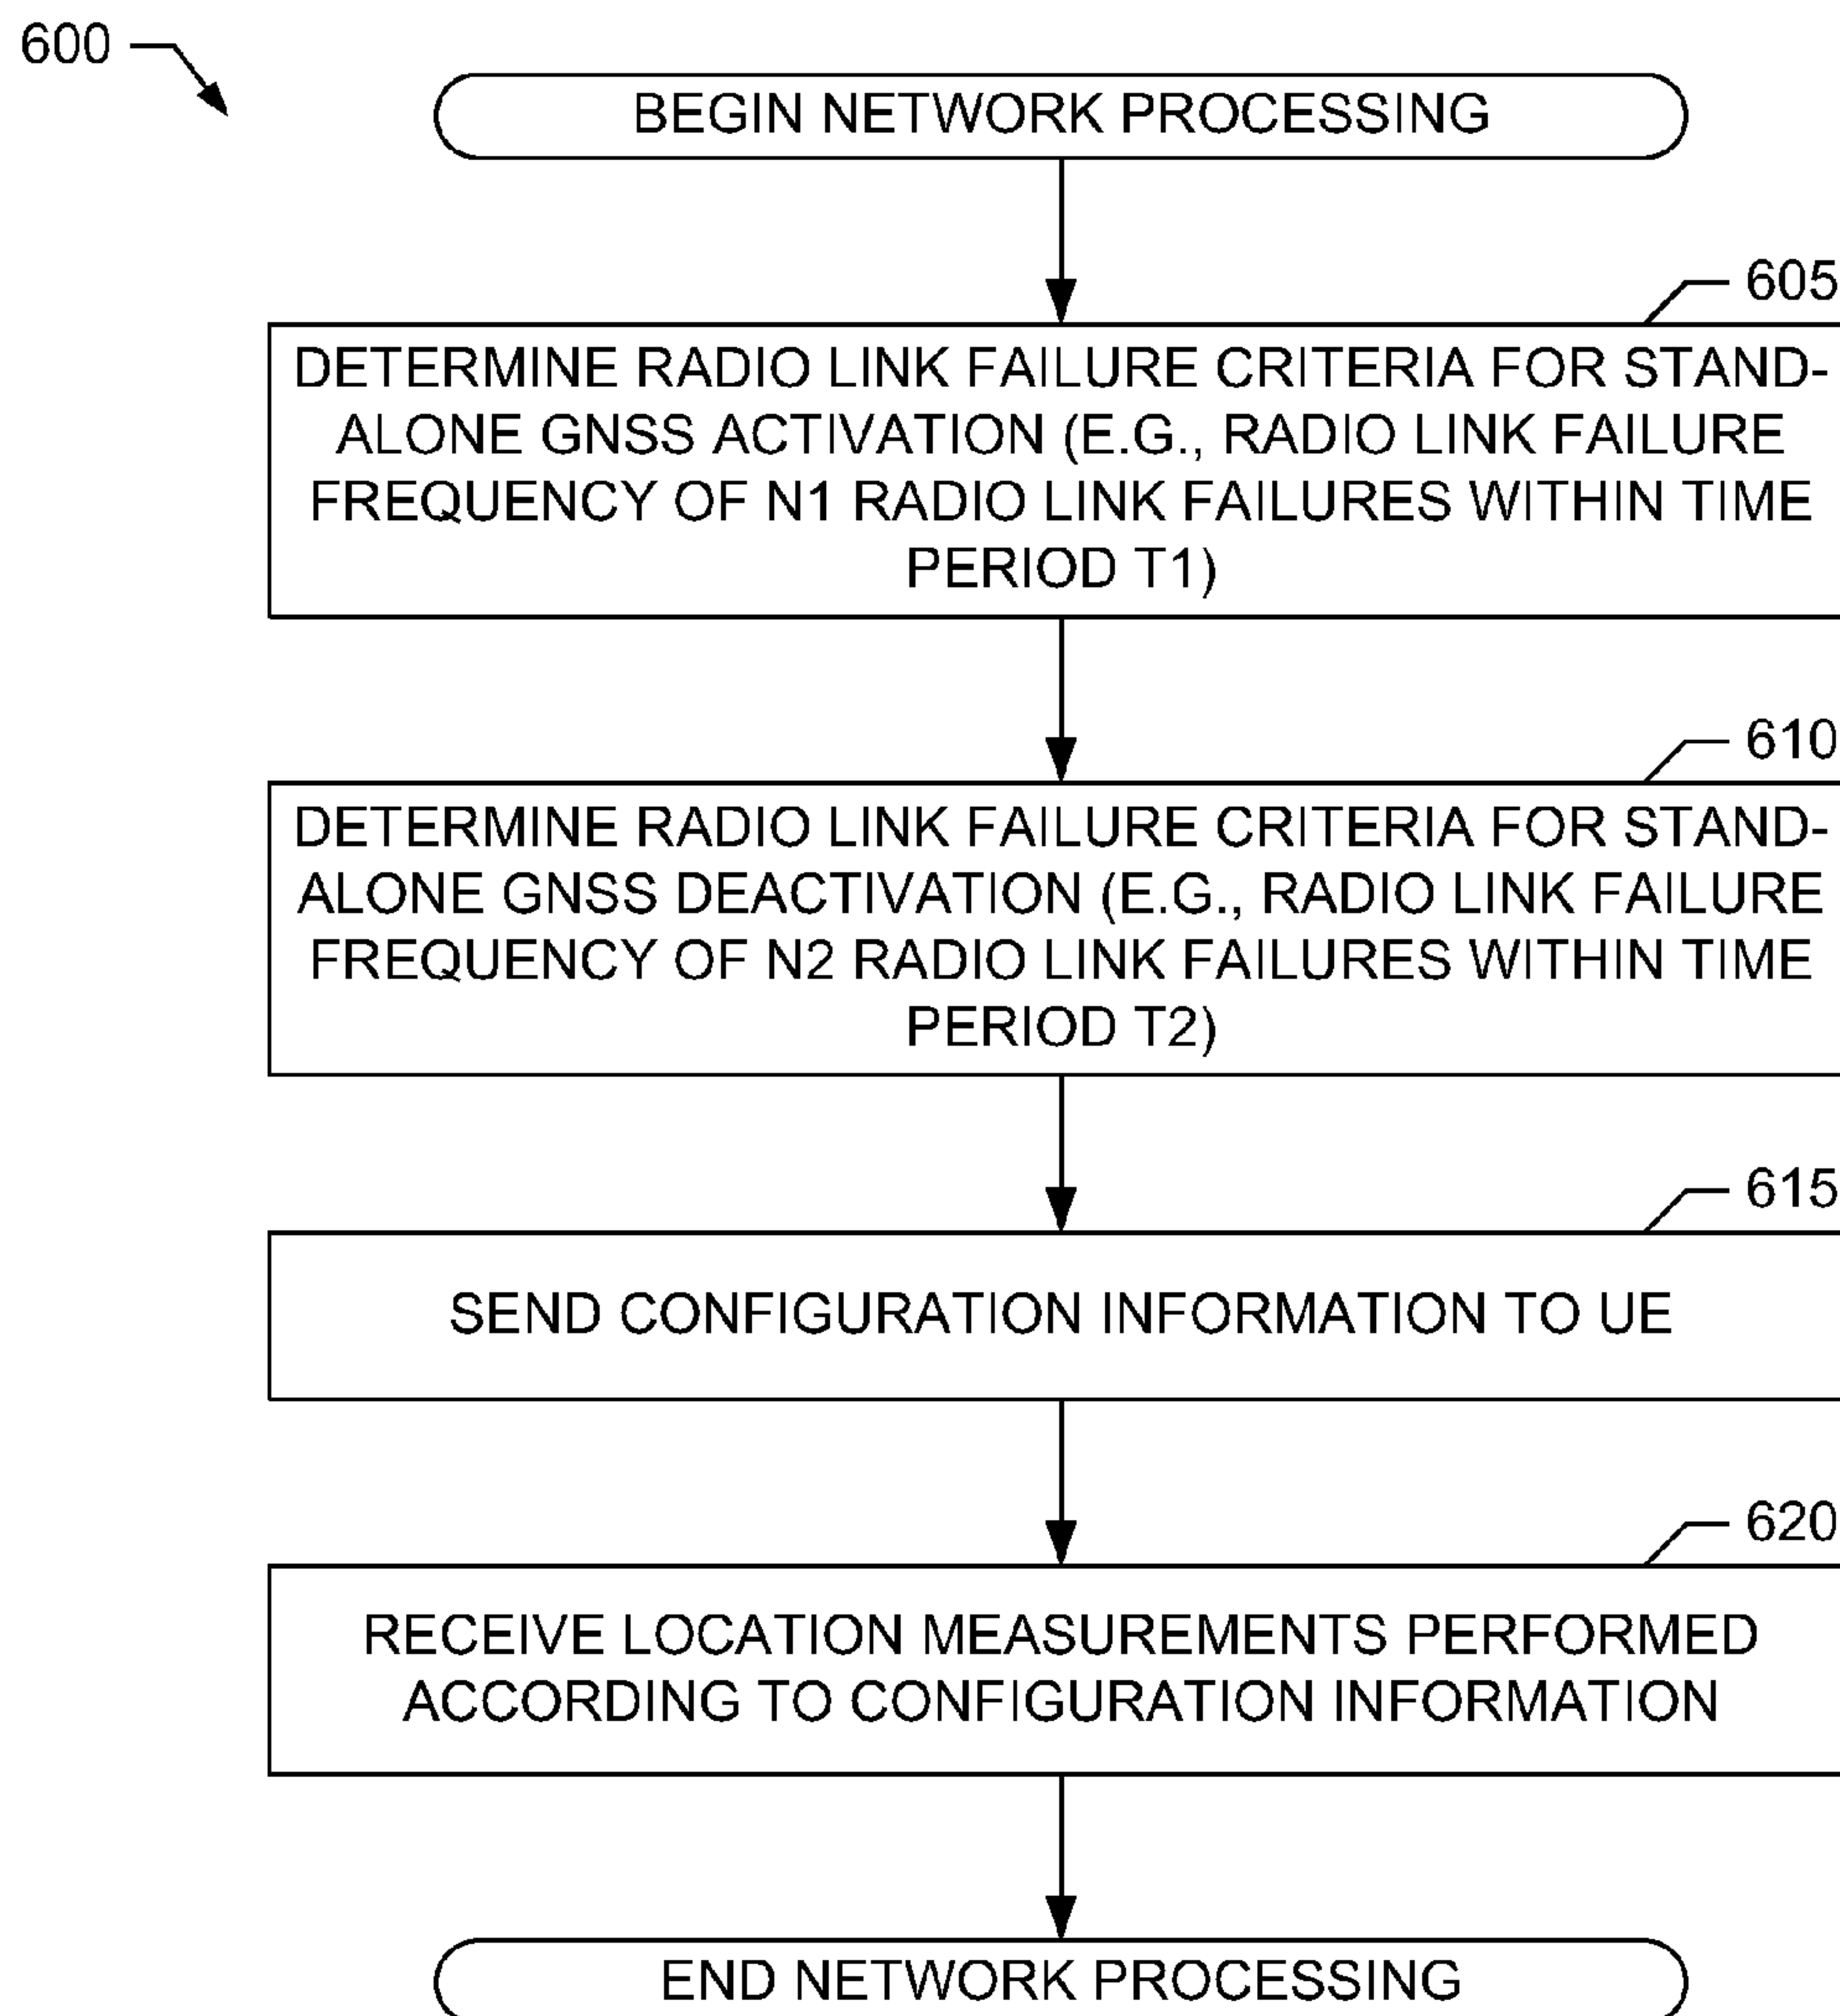 600
BEGIN NETWORK PROCESSING
605
DETERMINE RADIO LINK FAILURE CRITERIA FOR STAND-
ALONE GNSS ACTIVATION (E.G., RADIO LINK FAILURE
FREQUENCY OF N1 RADIO LINK FAILURES WITHIN TIME
PERIOD T1)
610
DETERMINE RADIO LINK FAILURE CRITERIA FOR STAND-
ALONE GNSS DEACTIVATION (E.G., RADIO LINK FAILURE
FREQUENCY OF N2 RADIO LINK FAILURES WITHIN TIME
PERIOD T2)
615
SEND CONFIGURATION INFORMATION TO UE
620
RECEIVE LOCATION MEASUREMENTS PERFORMED
ACCORDING TO CONFIGURATION INFORMATION
END NETWORK PROCESSING